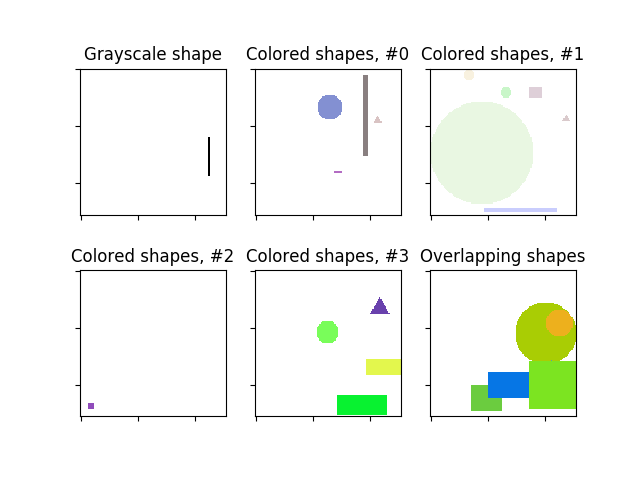 Grayscale shape
Colored shapes, #0
Colored shapes, #1
Colored shapes, #2
Colored shapes, #3
Overlapping shapes